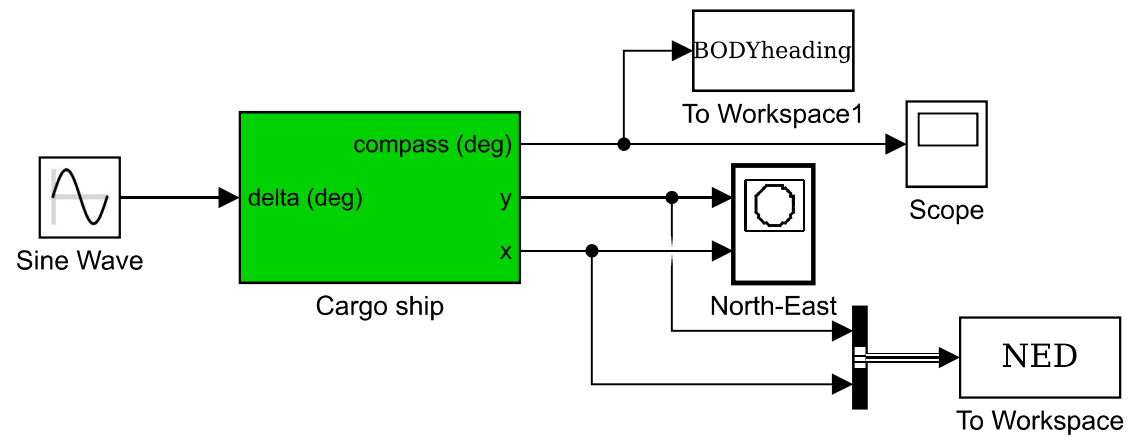 BODYheading
To Workspace1
compass (deg)
delta (deg)
y
x
Sine Wave
Cargo ship
Scope
North-East
NED
To Workspace